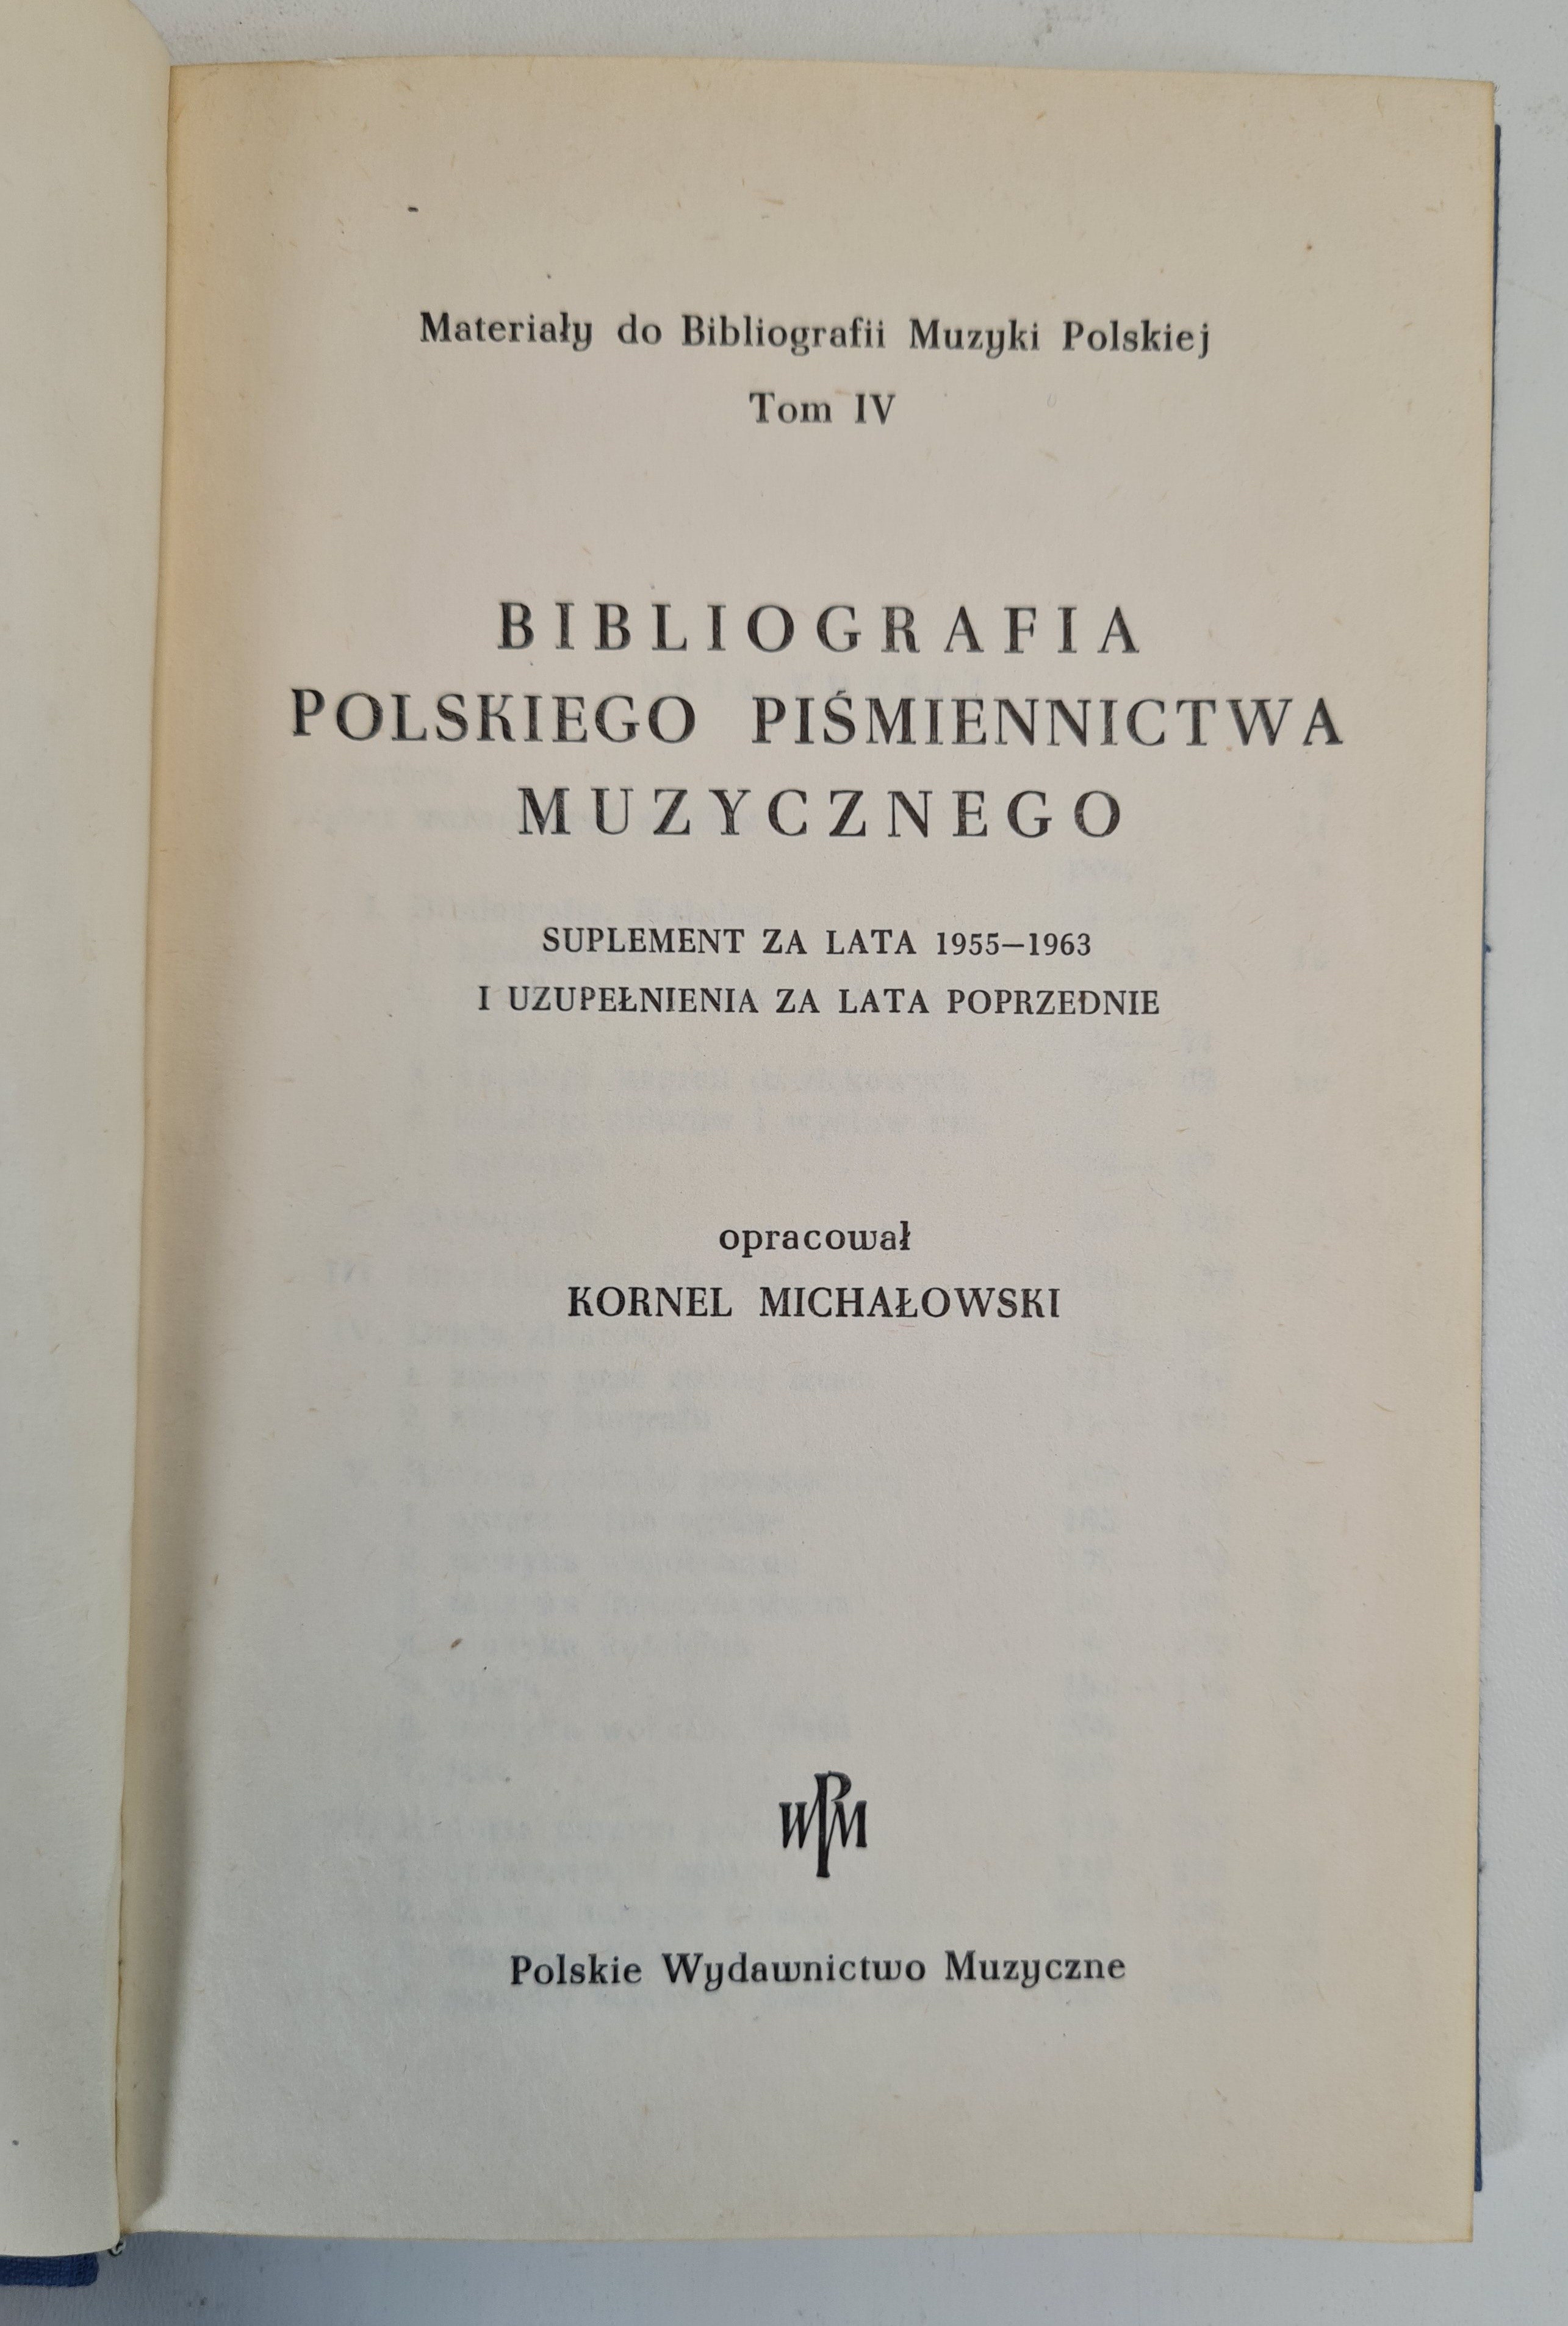 Materiały do Bibliografii Muzyki Polskiej
Tom IV
BIBLIOGRAFIA
POLSKIEGO PIŚMIENNICTWA
MUZYCZNEGO
SUPLEMENT ZA LATA 1955–1963
I UZUPEŁNIENIA ZA LATA POPRZEDNIE
opracował
KORNEL MICHAŁOWSKI
WPM
Polskie Wydawnictwo Muzyczne